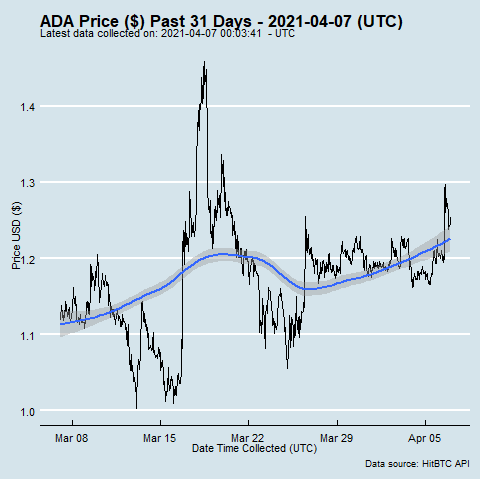 ADA Price ($) Past 31 Days - 2021-04-07 (UTC)
Latest data collected on: 2021-04-07 00:03:41 - UTC
Price USD ($)
1.4
1.3
1.2
1.1
1.0
Mar 08 Mar 15 Mar 22 Mar 29 Apr 05
Date Time Collected (UTC)
Data source: HitBTC API